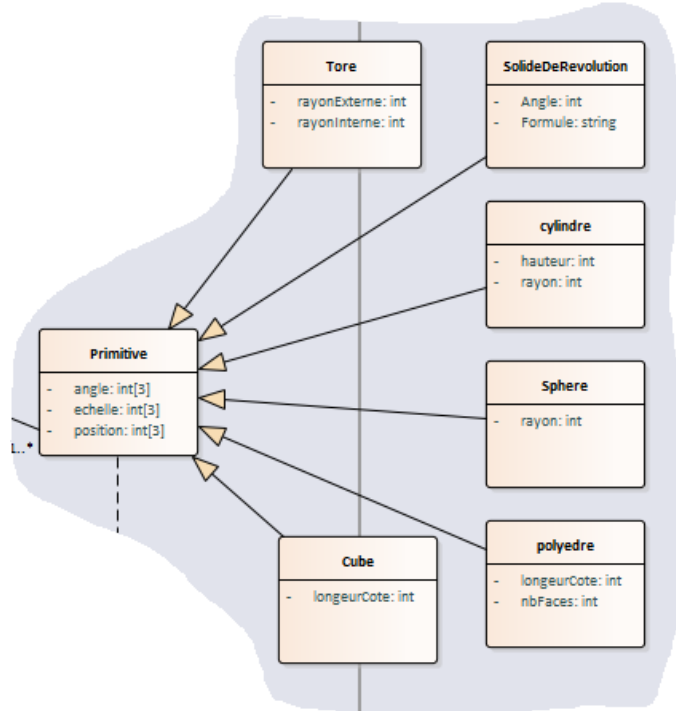 Tore
- rayonExterne: int
- rayonInterne: int
SolideDeRevolution
- Angle: int
- Formule: string
cylindre
- hauteur: int
- rayon: int
Primitive
- angle: int[3]
- echelle: int[3]
- position: int[3]
1..*
Sphere
- rayon: int
Cube
- longeurCote: int
polyedre
- longeurCote: int
- nbFaces: int